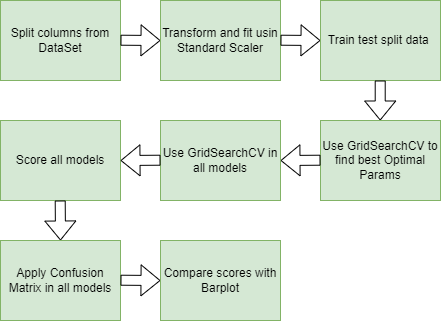 Split columns from
DataSet
Transform and fit usin
Standard Scaler
Train test split data
Use GridSearchCV to
find best Optimal
Params
Use GridSearchCV in
all models
Score all models
Apply Confusion
Matrix in all models
Compare scores with
Barplot